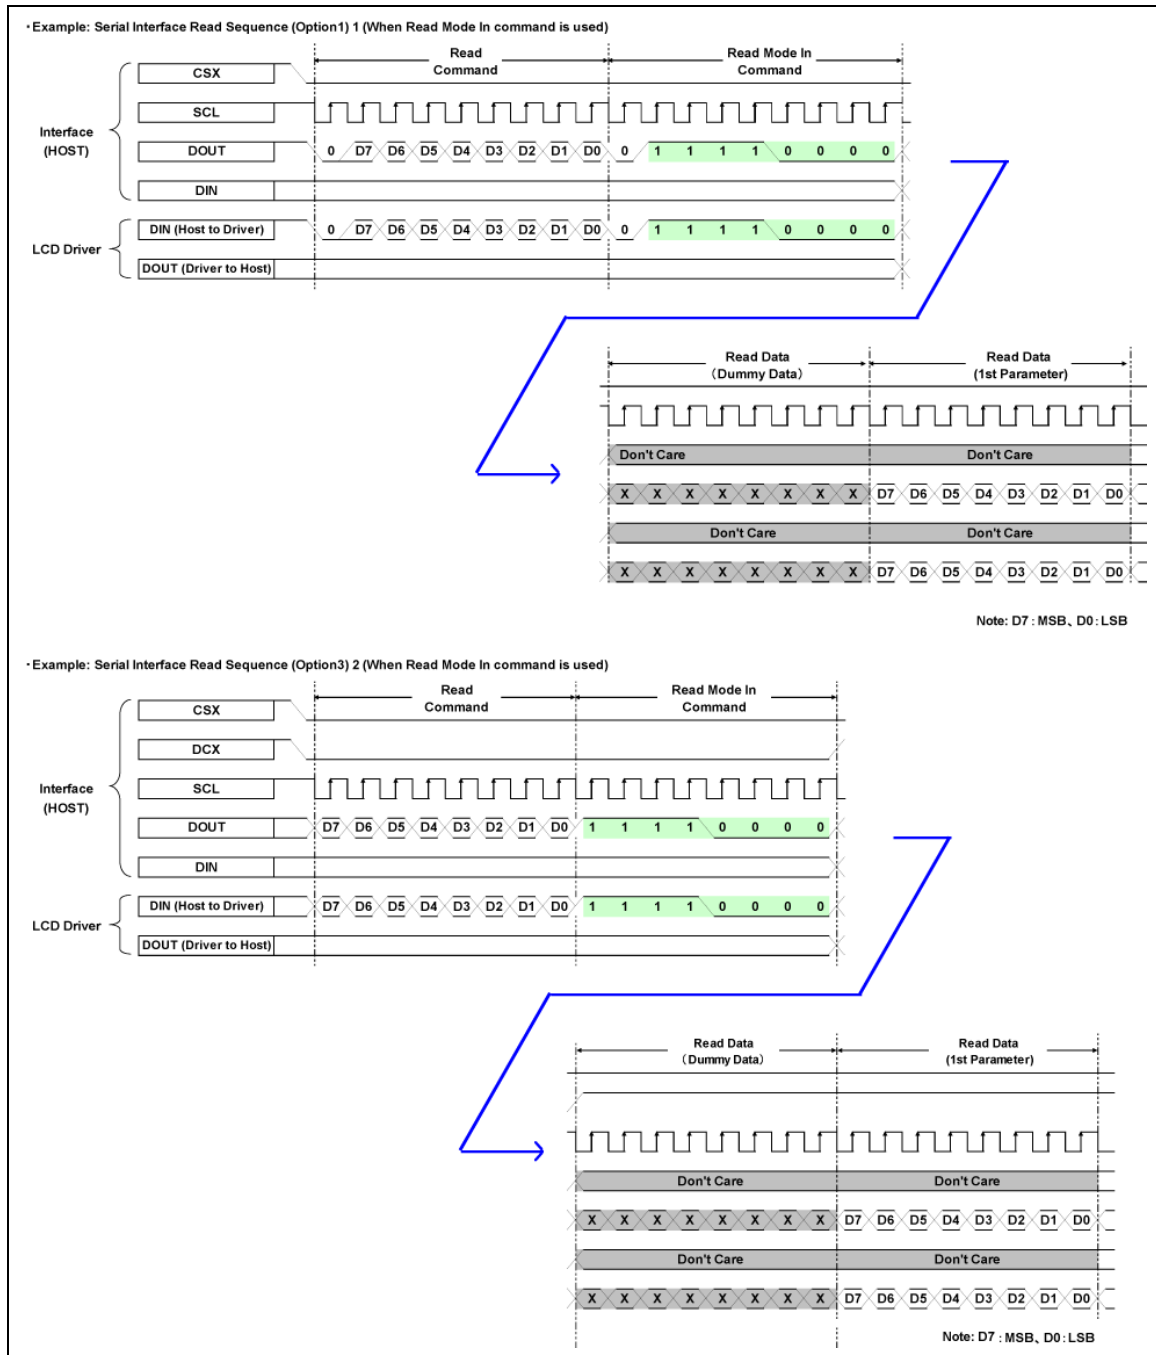 ・Example: Serial Interface Read Sequence (Option1) 1 (When Read Mode In command is used)
Read Command
Read Mode In Command
CSX
SCL
Interface (HOST)
DOUT 0 D7 D6 D5 D4 D3 D2 D1 D0 0 1 1 1 1 0 0 0 0
DIN
LCD Driver
DIN (Host to Driver) 0 D7 D6 D5 D4 D3 D2 D1 D0 0 1 1 1 1 0 0 0 0
DOUT (Driver to Host)
Read Data (Dummy Data)
Read Data (1st Parameter)
Don't Care Don't Care
X X X X X X X X D7 D6 D5 D4 D3 D2 D1 D0
Don't Care Don't Care
X X X X X X X X D7 D6 D5 D4 D3 D2 D1 D0
Note: D7 : MSB、D0 : LSB
・Example: Serial Interface Read Sequence (Option3) 2 (When Read Mode In command is used)
Read Command
Read Mode In Command
CSX
DCX
Interface (HOST)
SCL
DOUT D7 D6 D5 D4 D3 D2 D1 D0 1 1 1 1 0 0 0 0
DIN
LCD Driver
DIN (Host to Driver) D7 D6 D5 D4 D3 D2 D1 D0 1 1 1 1 0 0 0 0
DOUT (Driver to Host)
Read Data (Dummy Data)
Read Data (1st Parameter)
Don't Care Don't Care
X X X X X X X X D7 D6 D5 D4 D3 D2 D1 D0
Don't Care Don't Care
X X X X X X X X D7 D6 D5 D4 D3 D2 D1 D0
Note: D7 : MSB、D0 : LSB